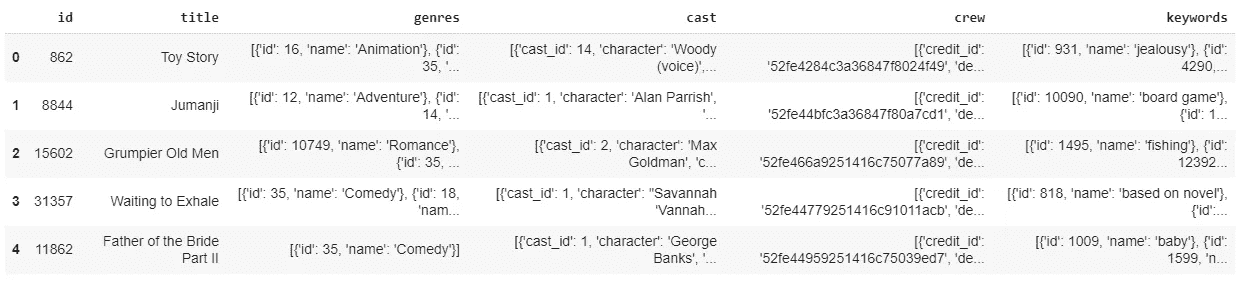 id title genres cast crew keywords
0 862 Toy Story [{'id': 16, 'name': 'Animation'}, {'id': 35, '... [{'cast_id': 14, 'character': 'Woody (voice)',... [{'credit_id': '52fe4284c3a36847f8024f49', 'de... [{'id': 931, 'name': 'jealousy'}, {'id': 4290,...
1 8844 Jumanji [{'id': 12, 'name': 'Adventure'}, {'id': 14, '... [{'cast_id': 1, 'character': 'Alan Parrish', '... [{'credit_id': '52fe44bfc3a36847f80a7cd1', 'de... [{'id': 10090, 'name': 'board game'}, {'id': 1...
2 15602 Grumpier Old Men [{'id': 10749, 'name': 'Romance'}, {'id': 35, ... [{'cast_id': 2, 'character': 'Max Goldman', 'c... [{'credit_id': '52fe466a9251416c75077a89', 'de... [{'id': 1495, 'name': 'fishing'}, {'id': 12392...
3 31357 Waiting to Exhale [{'id': 35, 'name': 'Comedy'}, {'id': 18, 'nam... [{'cast_id': 1, 'character': "Savannah 'Vannah... [{'credit_id': '52fe44779251416c91011acb', 'de... [{'id': 818, 'name': 'based on novel'}, {'id':...
4 11862 Father of the Bride Part II [{'id': 35, 'name': 'Comedy'}] [{'cast_id': 1, 'character': 'George Banks', '... [{'credit_id': '52fe44959251416c75039ed7', 'de... [{'id': 1009, 'name': 'baby'}, {'id': 1599, 'n...